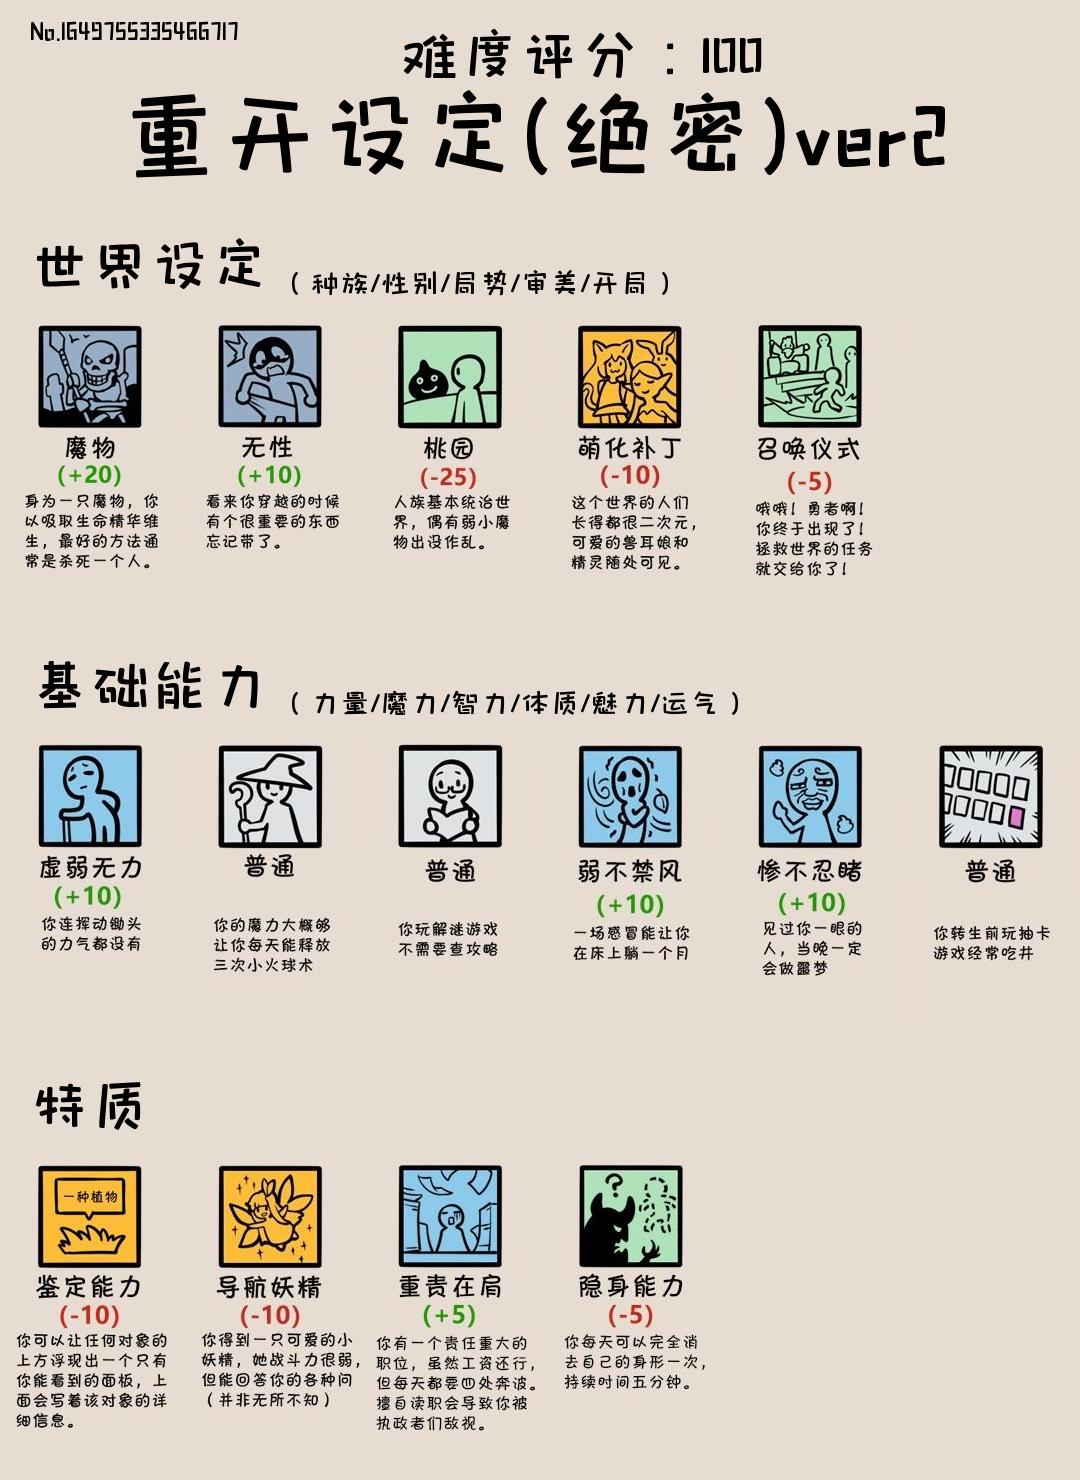 No.1649755335466717
难度评分：100
重开设定(绝密)ver2
世界设定（种族/性别/局势/审美/开局）
魔物
(+20)
身为一只魔物，你
以吸取生命精华维
生，最好的方法通
常是杀死一个人。
无性
(+10)
看来你穿越的时候
有个很重要的东西
忘记带了。
桃园
(-25)
人族基本统治世
界，偶有弱小魔
物出没作乱。
萌化补丁
(-10)
这个世界的人们
长得都很二次元，
可爱的兽耳娘和
精灵随处可见。
召唤仪式
(-5)
哦哦！勇者啊！
你终于出现了！
拯救世界的任务
就交给你了！
基础能力（力量/魔力/智力/体质/魅力/运气）
虚弱无力
(+10)
你连挥动锄头
的力气都没有
普通
你的魔力大概够
让你每天能释放
三次小火球术
普通
你玩解谜游戏
不需要查攻略
弱不禁风
(+10)
一场感冒能让你
在床上躺一个月
惨不忍睹
(+10)
见过你一眼的
人，当晚一定
会做噩梦
普通
你转生前玩抽卡
游戏经常吃井
特质
一种植物
鉴定能力
(-10)
你可以让任何对象的
上方浮现出一个只有
你能看到的面板，上
面会写着该对象的详
细信息。
导航妖精
(-10)
你得到一只可爱的小
妖精，她战斗力很弱，
但能回答你的各种问
（并非无所不知）
重责在肩
(+5)
你有一个责任重大的
职位，虽然工资还行，
但每天都要四处奔波。
擅自读职会导致你被
执政者们敌视。
?
隐身能力
(-5)
你每天可以完全消
去自己的身形一次，
持续时间五分钟。